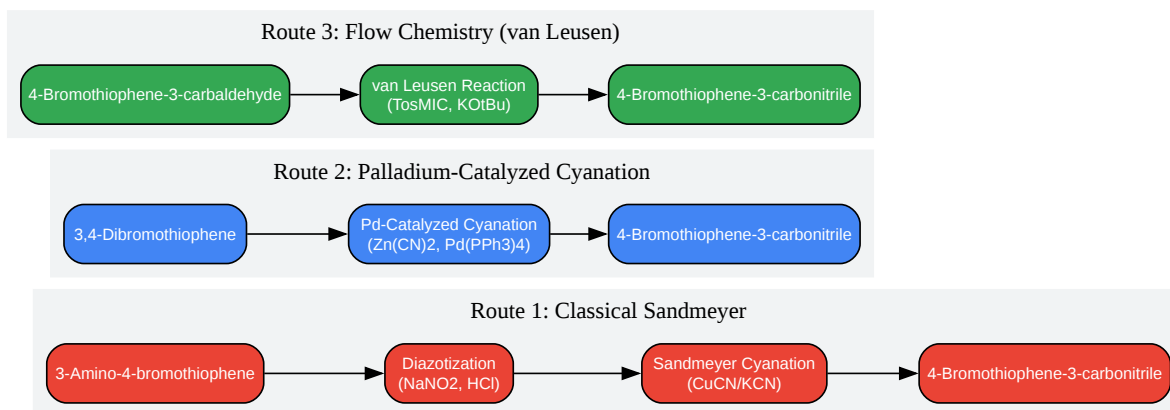 Route 3: Flow Chemistry (van Leusen)
4-Bromothiophene-3-carbaldehyde
van Leusen Reaction
(TosMIC, KOtBu)
4-Bromothiophene-3-carbonitrile
Route 2: Palladium-Catalyzed Cyanation
3,4-Dibromothiophene
Pd-Catalyzed Cyanation
(Zn(CN)2, Pd(PPh3)4)
4-Bromothiophene-3-carbonitrile
Route 1: Classical Sandmeyer
3-Amino-4-bromothiophene
Diazotization
(NaNO2, HCl)
Sandmeyer Cyanation
(CuCN/KCN)
4-Bromothiophene-3-carbonitrile